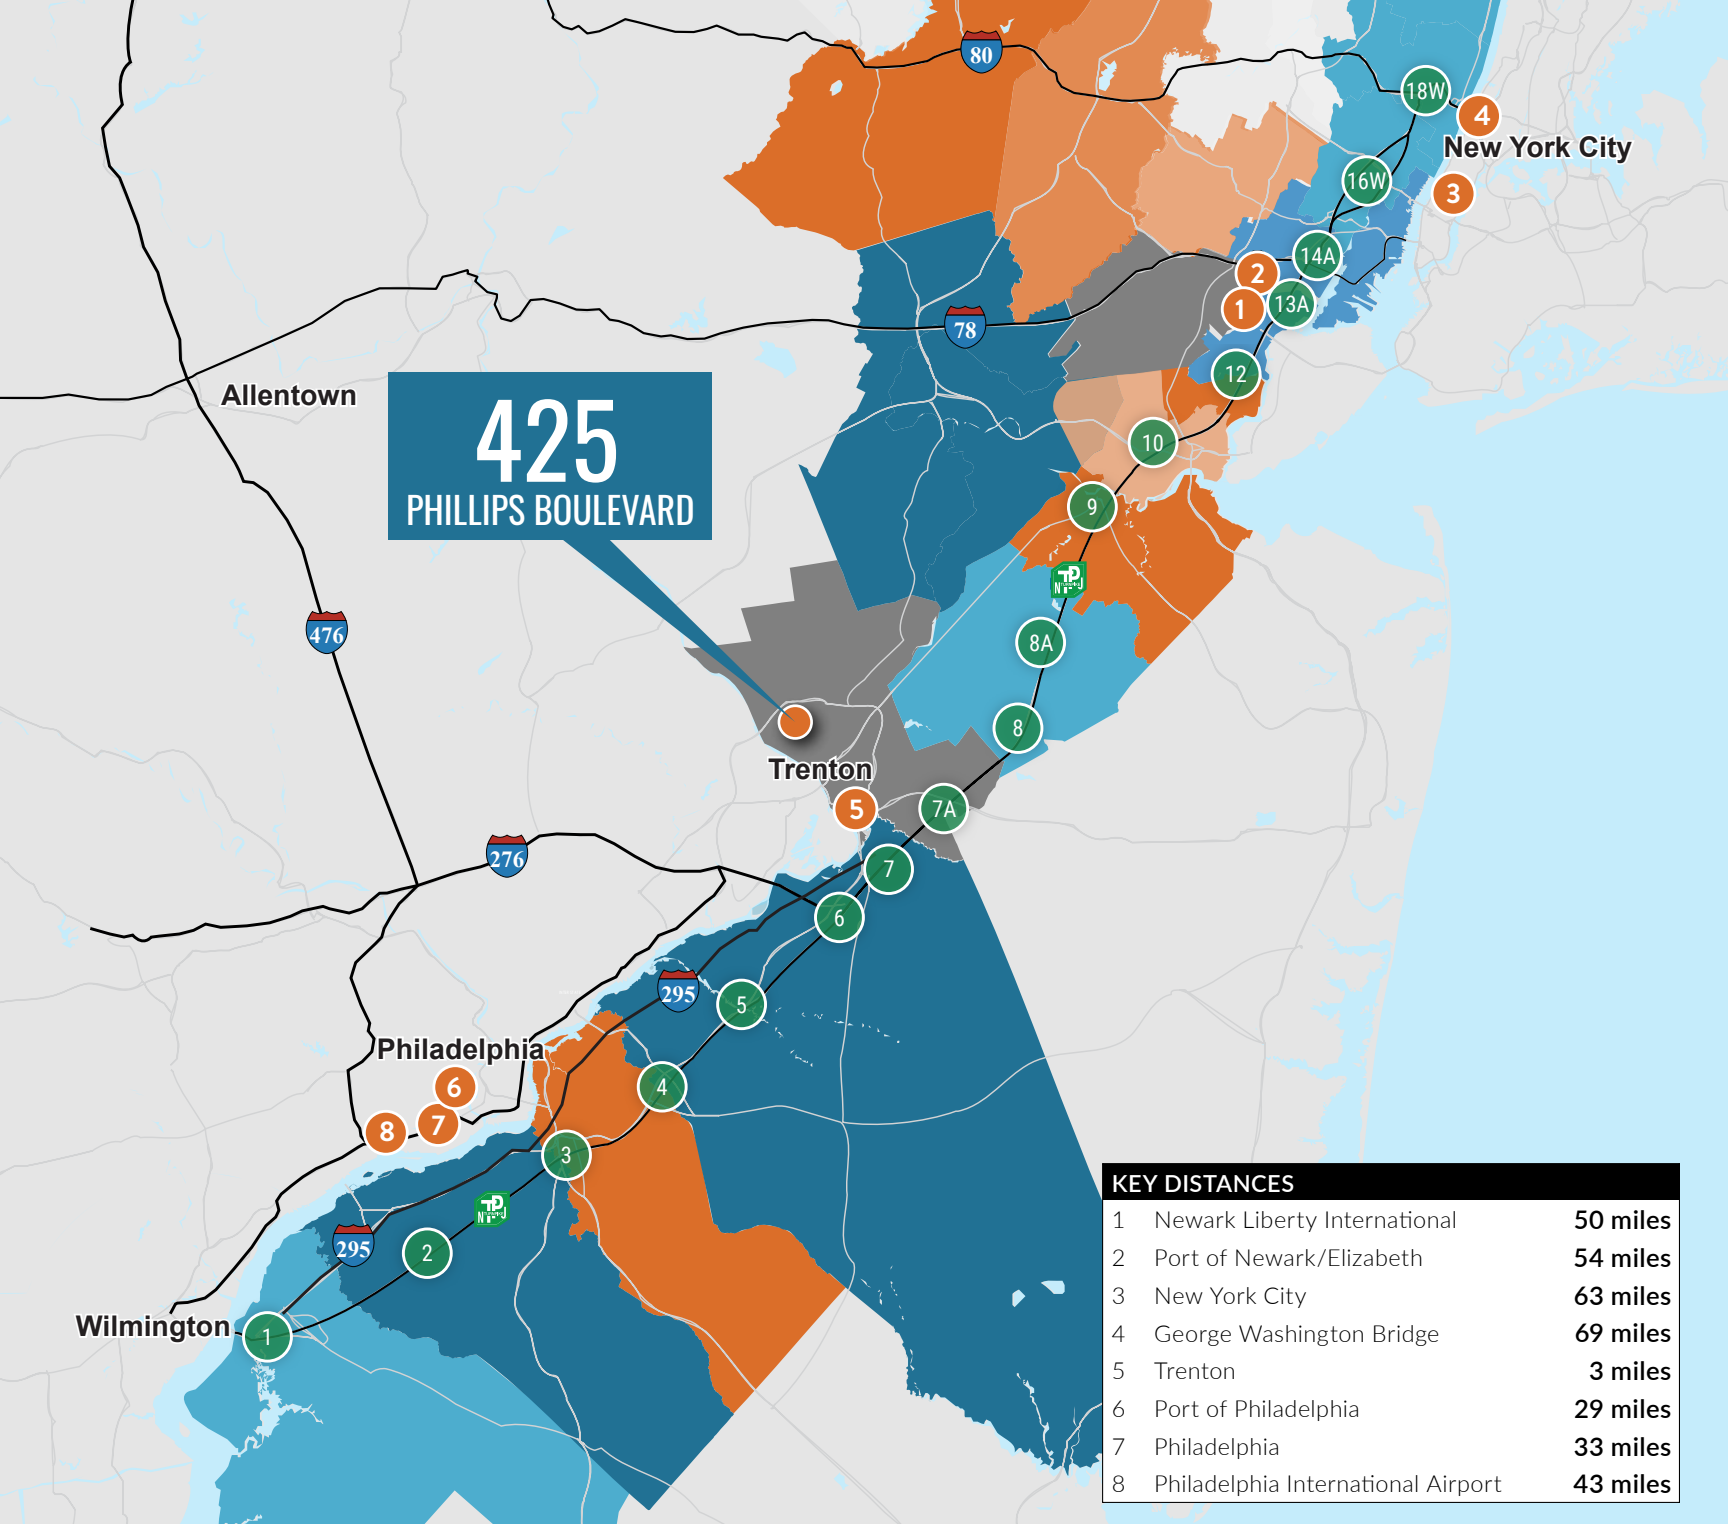 80
18W
4
New York City
16W
3
14A
2
1
13A
78
12
Allentown
425
PHILLIPS BOULEVARD
10
9
NTPJ
TURNPIKE
476
8A
8
Trenton
5
7A
276
7
6
295
5
Philadelphia
6
4
7
8
3
NTPJ
TURNPIKE
295
2
Wilmington
1
KEY DISTANCES
1 Newark Liberty International 50 miles
2 Port of Newark/Elizabeth 54 miles
3 New York City 63 miles
4 George Washington Bridge 69 miles
5 Trenton 3 miles
6 Port of Philadelphia 29 miles
7 Philadelphia 33 miles
8 Philadelphia International Airport 43 miles